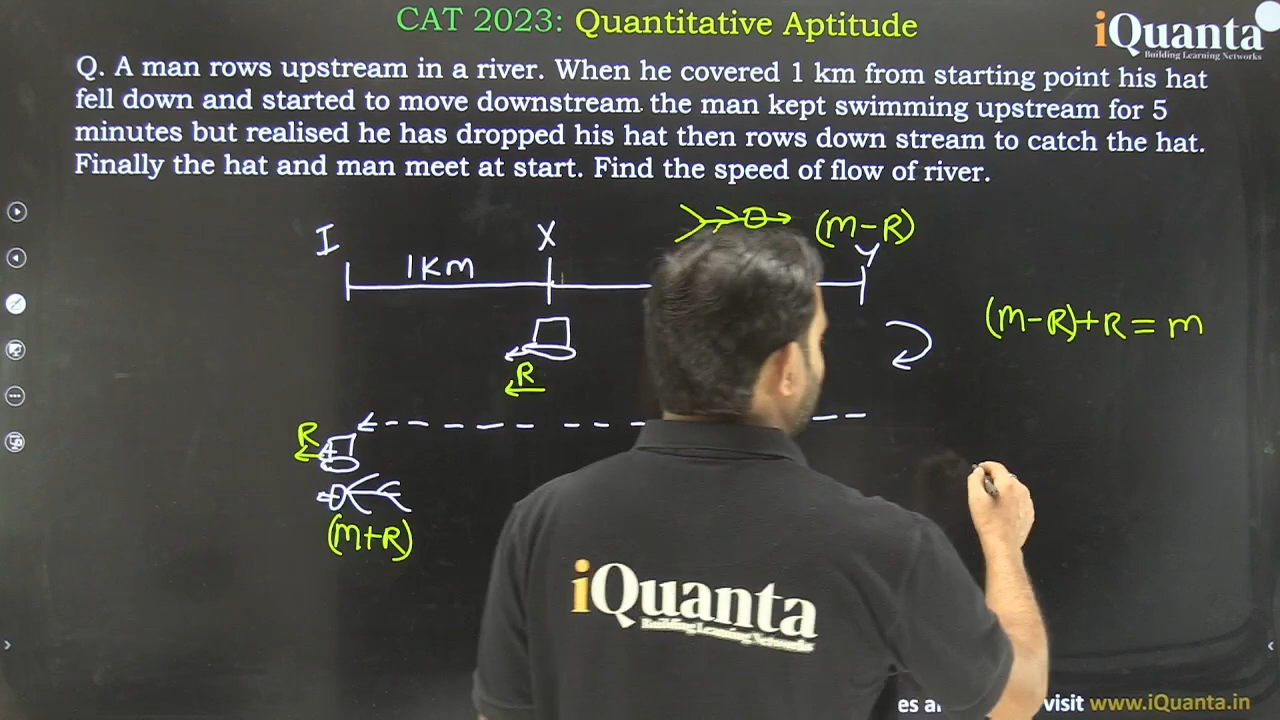 CAT 2023: Quantitative Aptitude
iQuanta
Building Learning Networks
Q. A man rows upstream in a river. When he covered 1 km from starting point his hat
fell down and started to move downstream. the man kept swimming upstream for 5
minutes but realised he has dropped his hat then rows down stream to catch the hat.
Finally the hat and man meet at start. Find the speed of flow of river.
(m-R)
I X Y
1KM
(m-R)+R=m
R
R
(m+R)
iQuanta
Building Learning Networks
visit www.iQuanta.in